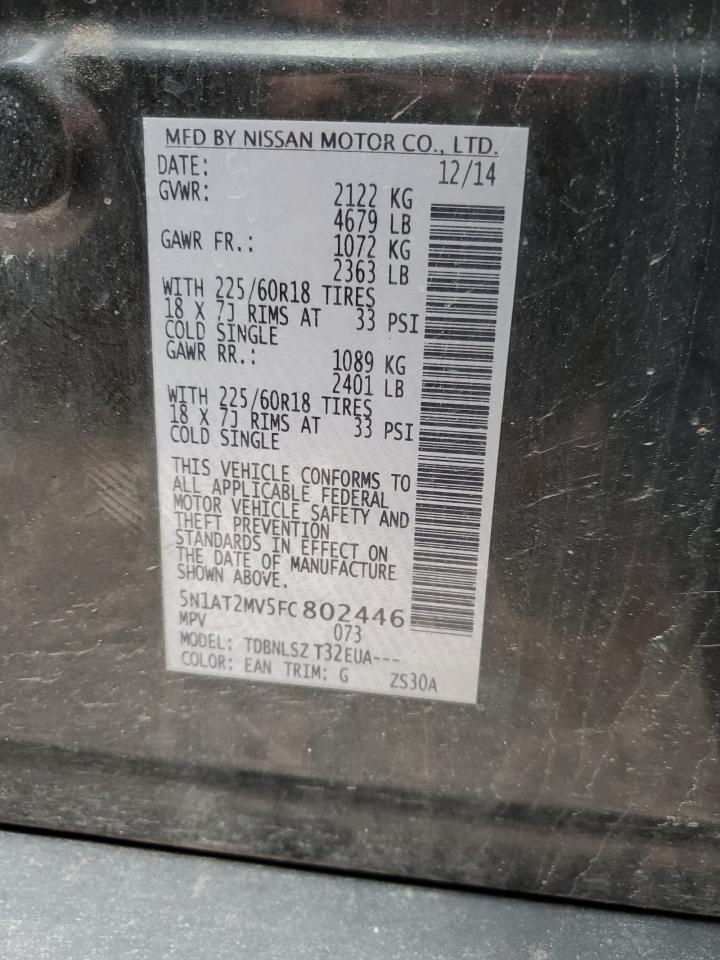 MFD BY NISSAN MOTOR CO., LTD.
DATE: 12/14
GVWR: 2122 KG
4679 LB
GAWR FR.: 1072 KG
2363 LB
WITH 225/60R18 TIRES
18 X 7J RIMS AT 33 PSI
COLD SINGLE
GAWR RR.: 1089 KG
2401 LB
WITH 225/60R18 TIRES
18 X 7J RIMS AT 33 PSI
COLD SINGLE
THIS VEHICLE CONFORMS TO
ALL APPLICABLE FEDERAL
MOTOR VEHICLE SAFETY AND
THEFT PREVENTION
STANDARDS IN EFFECT ON
THE DATE OF MANUFACTURE
SHOWN ABOVE.
5N1AT2MV5FC802446
MPV 073
MODEL: TDBNLSZ T32EUA---
COLOR: EAN TRIM: G ZS30A